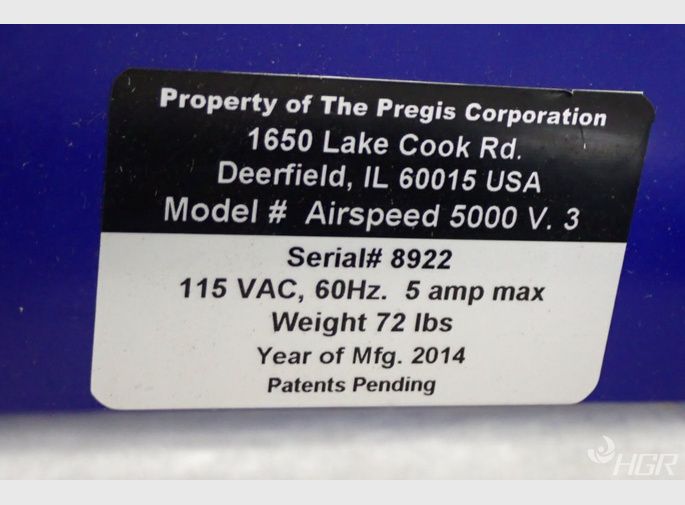 Property of The Pregis Corporation
1650 Lake Cook Rd.
Deerfield, IL 60015 USA
Model # Airspeed 5000 V. 3
Serial# 8922
115 VAC, 60Hz. 5 amp max
Weight 72 lbs
Year of Mfg. 2014
Patents Pending
HGR